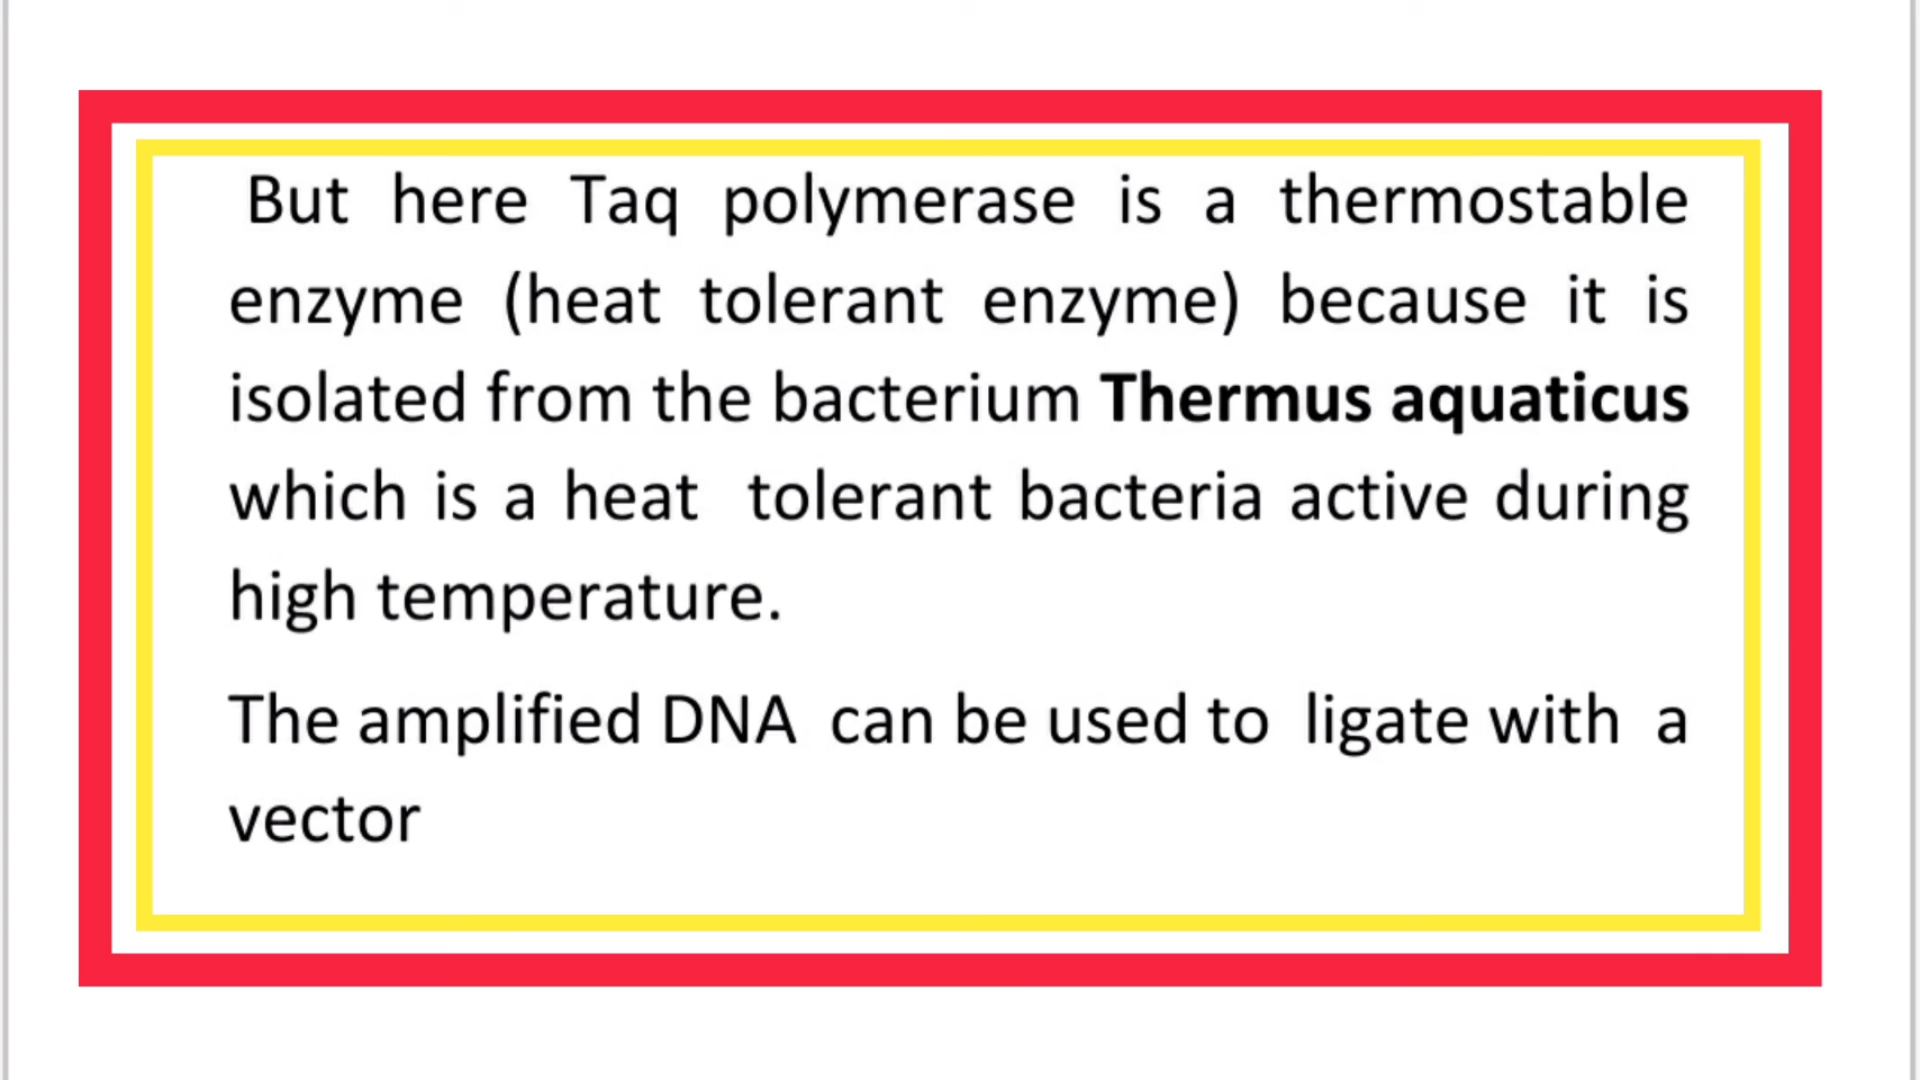 But here Taq polymerase is a thermostable
enzyme (heat tolerant enzyme) because it is
isolated from the bacterium Thermus aquaticus
which is a heat tolerant bacteria active during
high temperature.
The amplified DNA can be used to ligate with a
vector